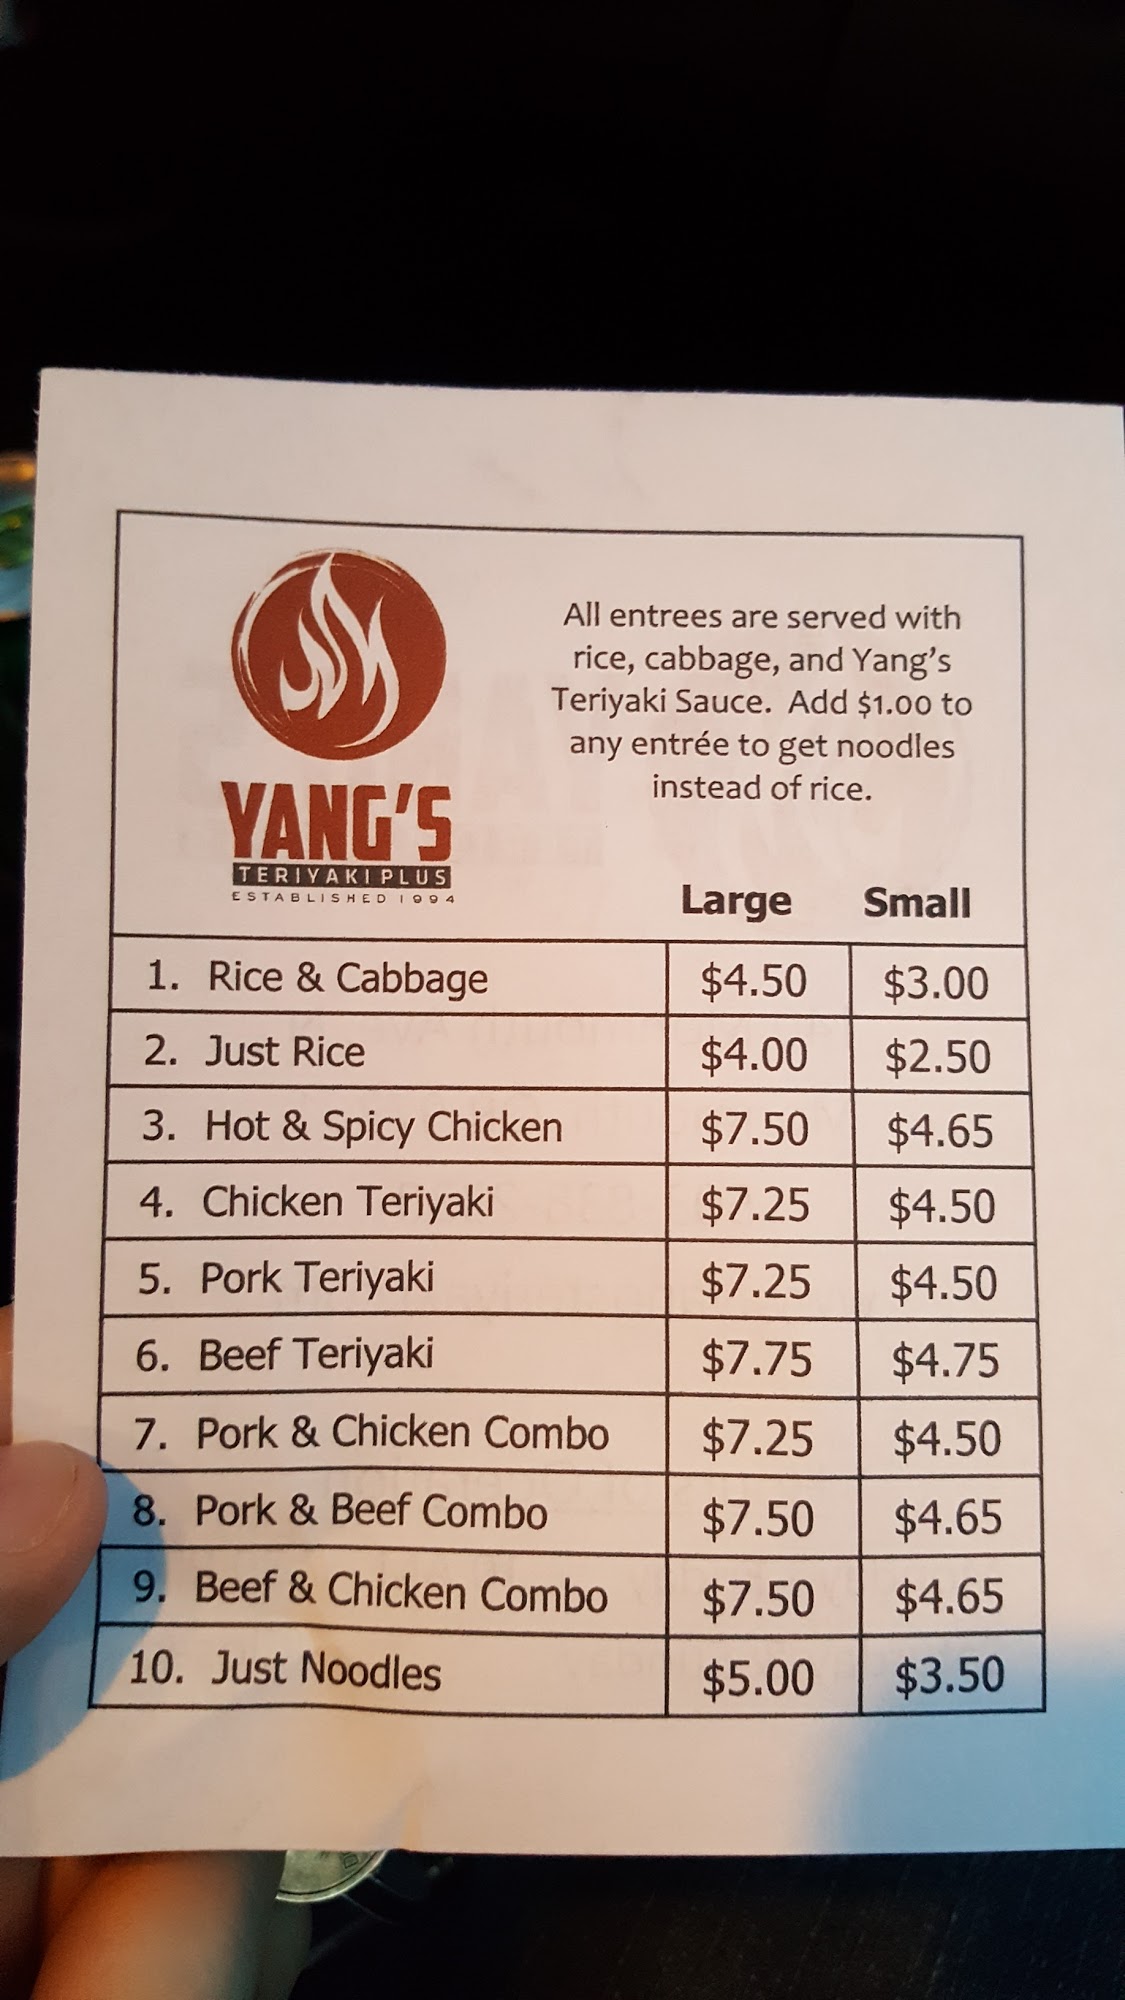 All entrees are served with
rice, cabbage, and Yang's
Teriyaki Sauce. Add $1.00 to
any entrée to get noodles
instead of rice.
YANG'S
TERIYAKI PLUS
ESTABLISHED 1994
Large Small
1. Rice & Cabbage $4.50 $3.00
2. Just Rice $4.00 $2.50
3. Hot & Spicy Chicken $7.50 $4.65
4. Chicken Teriyaki $7.25 $4.50
5. Pork Teriyaki $7.25 $4.50
6. Beef Teriyaki $7.75 $4.75
7. Pork & Chicken Combo $7.25 $4.50
8. Pork & Beef Combo $7.50 $4.65
9. Beef & Chicken Combo $7.50 $4.65
10. Just Noodles $5.00 $3.50